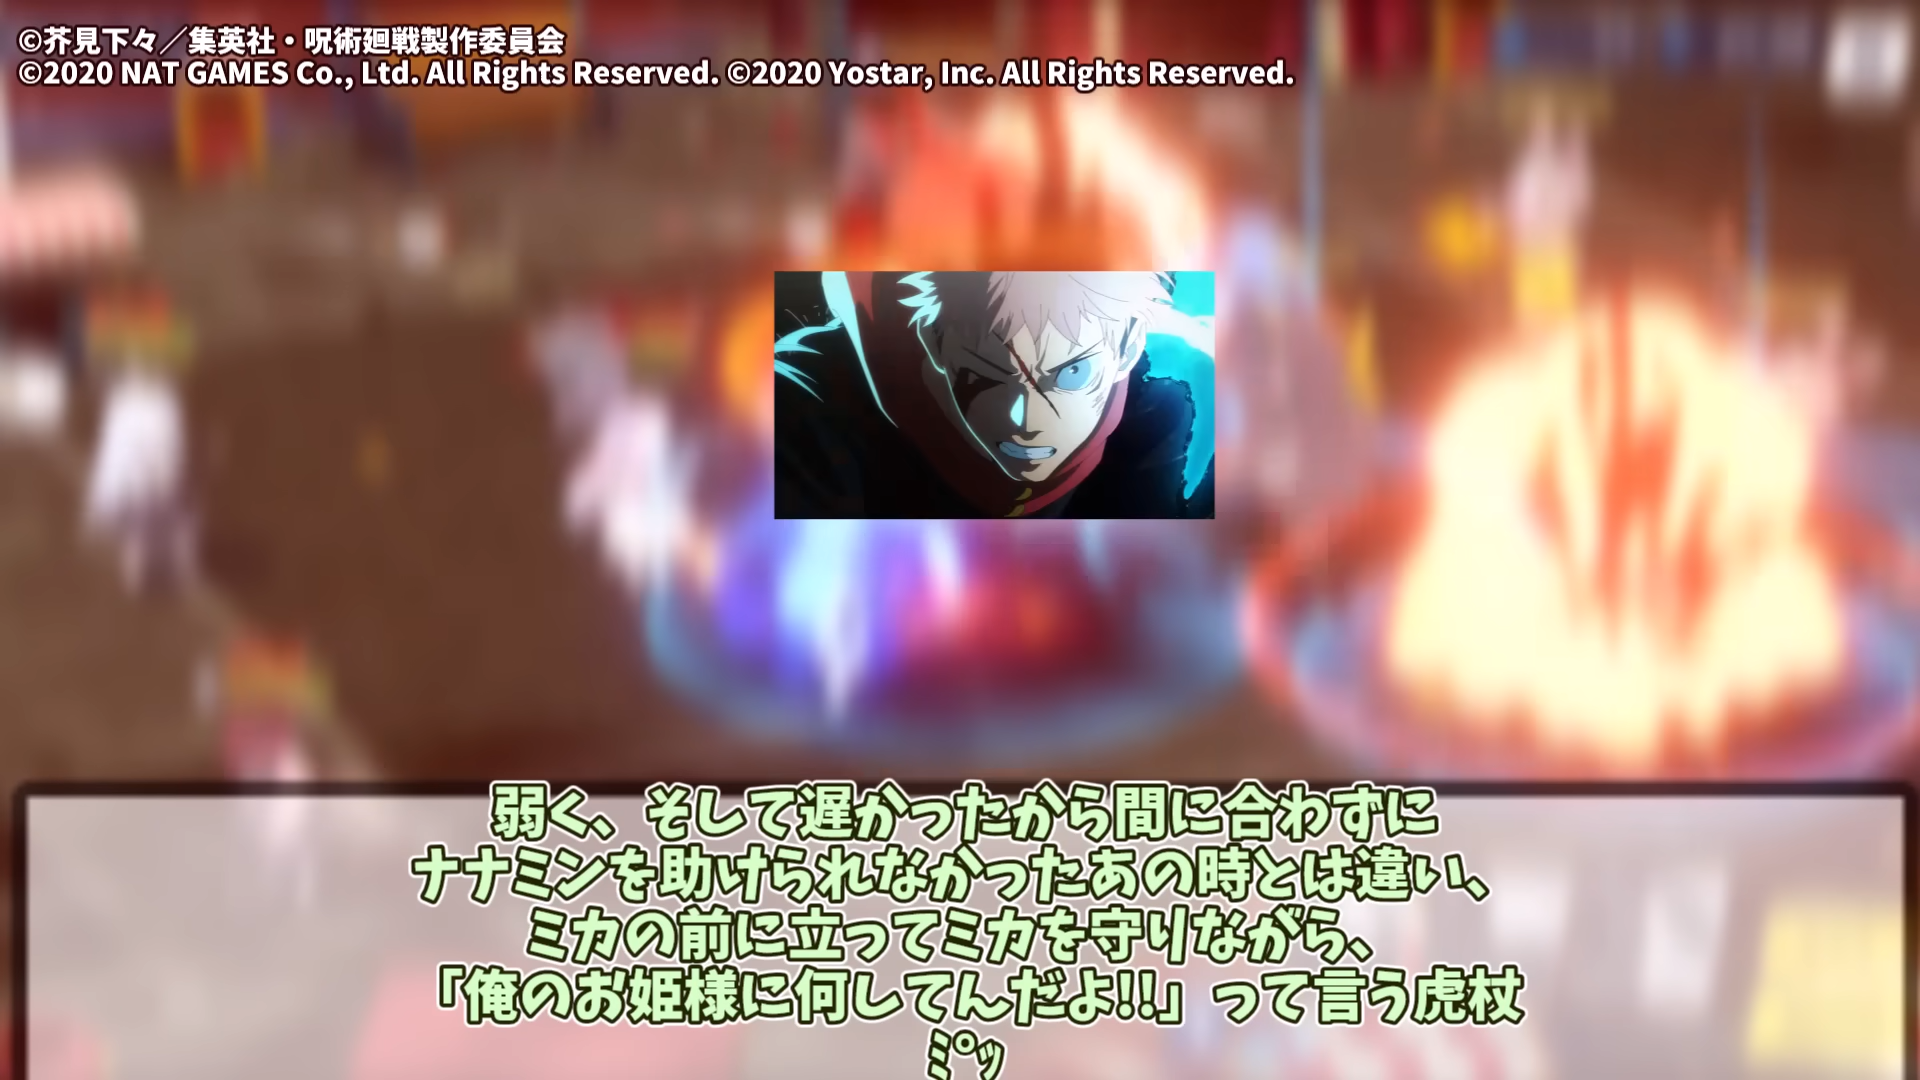 ©芥見下々／集英社・呪術廻戦製作委員会
©2020 NAT GAMES Co., Ltd. All Rights Reserved. ©2020 Yostar, Inc. All Rights Reserved.
弱く、そして遅かったから間に合わずに
ナナミンを助けられなかったあの時とは違い、
ミカの前に立ってミカを守りながら、
「俺のお姫様に何してんだよ!!」って言う虎杖
ﾐﾟｯ